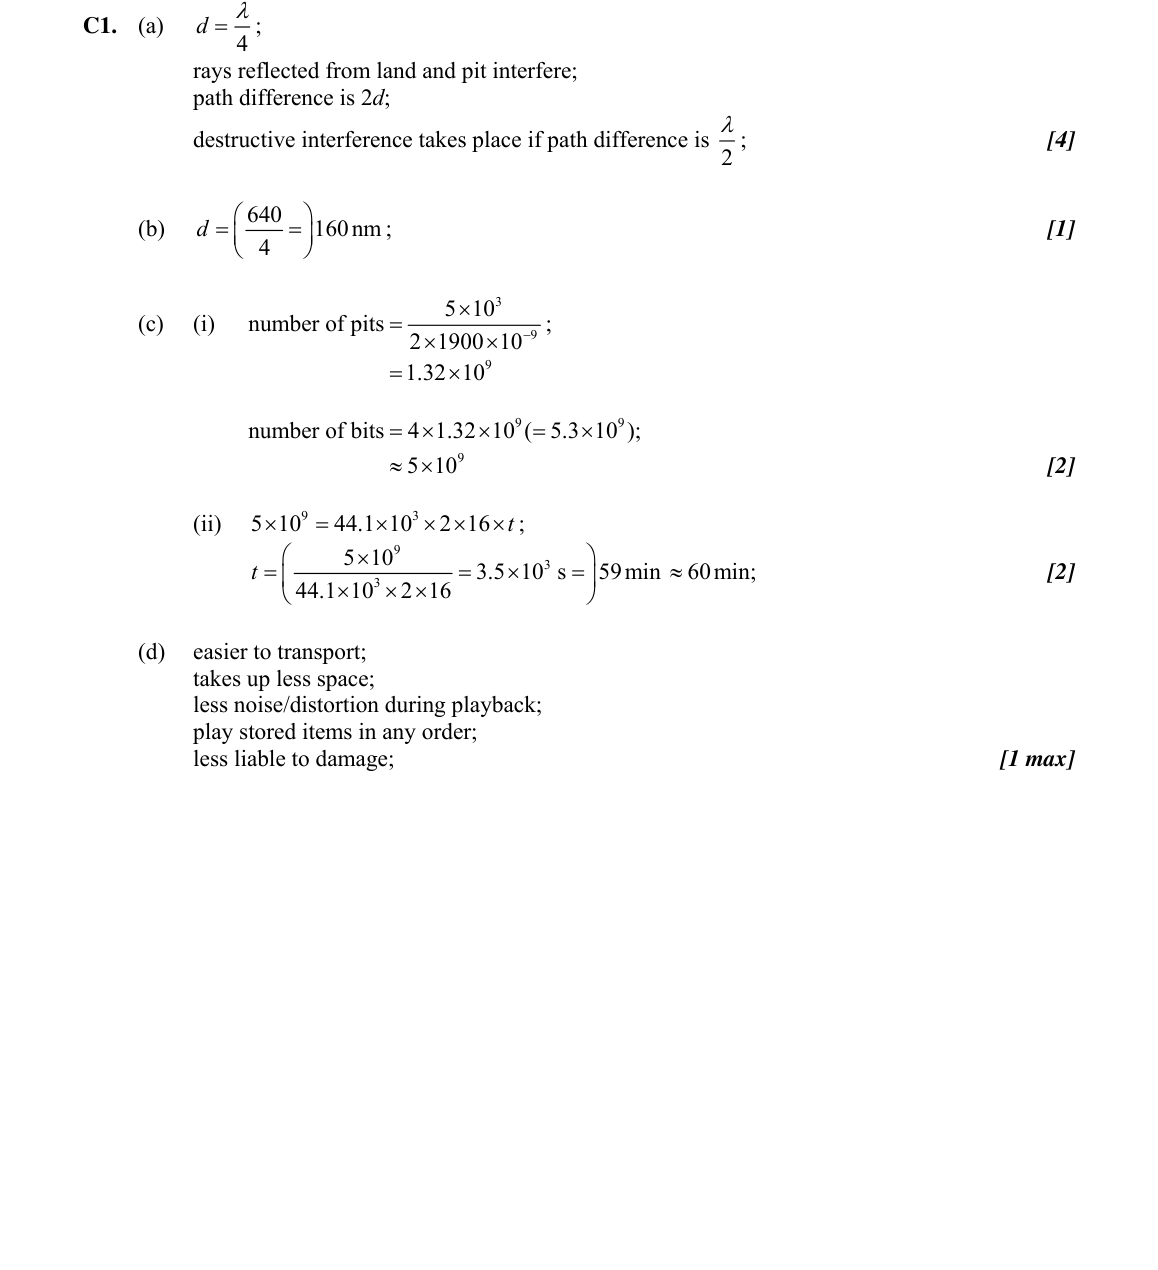 C1. (a) d = λ/4 ;
rays reflected from land and pit interfere;
path difference is 2d;
destructive interference takes place if path difference is λ/2 ; [4]
(b) d = (640/4 =) 160 nm ; [1]
(c) (i) number of pits = 5×10³/(2×1900×10⁻⁹) ;
= 1.32×10⁹
number of bits = 4×1.32×10⁹ (= 5.3×10⁹);
≈ 5×10⁹ [2]
(ii) 5×10⁹ = 44.1×10³ × 2×16×t ;
t = (5×10⁹/(44.1×10³ × 2×16) = 3.5×10³ s =) 59 min ≈ 60 min; [2]
(d) easier to transport;
takes up less space;
less noise/distortion during playback;
play stored items in any order;
less liable to damage; [1 max]